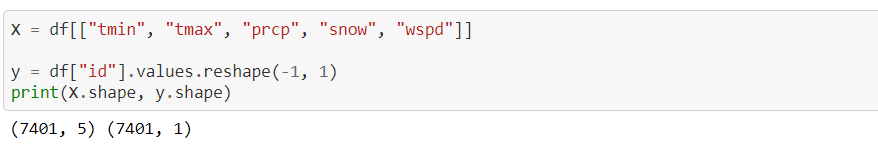 X = df[["tmin", "tmax", "prcp", "snow", "wspd"]]
y = df["id"].values.reshape(-1, 1)
print(X.shape, y.shape)
(7401, 5) (7401, 1)